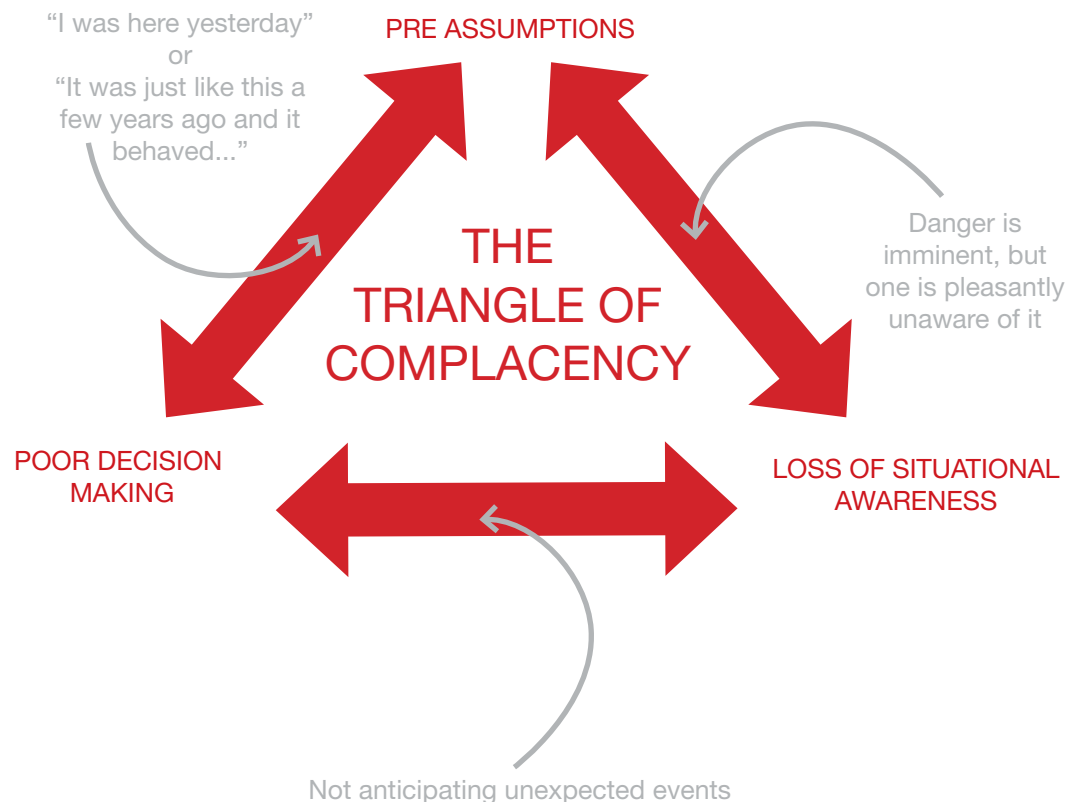 “I was here yesterday”
or
“It was just like this a
few years ago and it
behaved...”
PRE ASSUMPTIONS
THE
TRIANGLE OF
COMPLACENCY
Danger is
imminent, but
one is pleasantly
unaware of it
POOR DECISION
MAKING
LOSS OF SITUATIONAL
AWARENESS
Not anticipating unexpected events